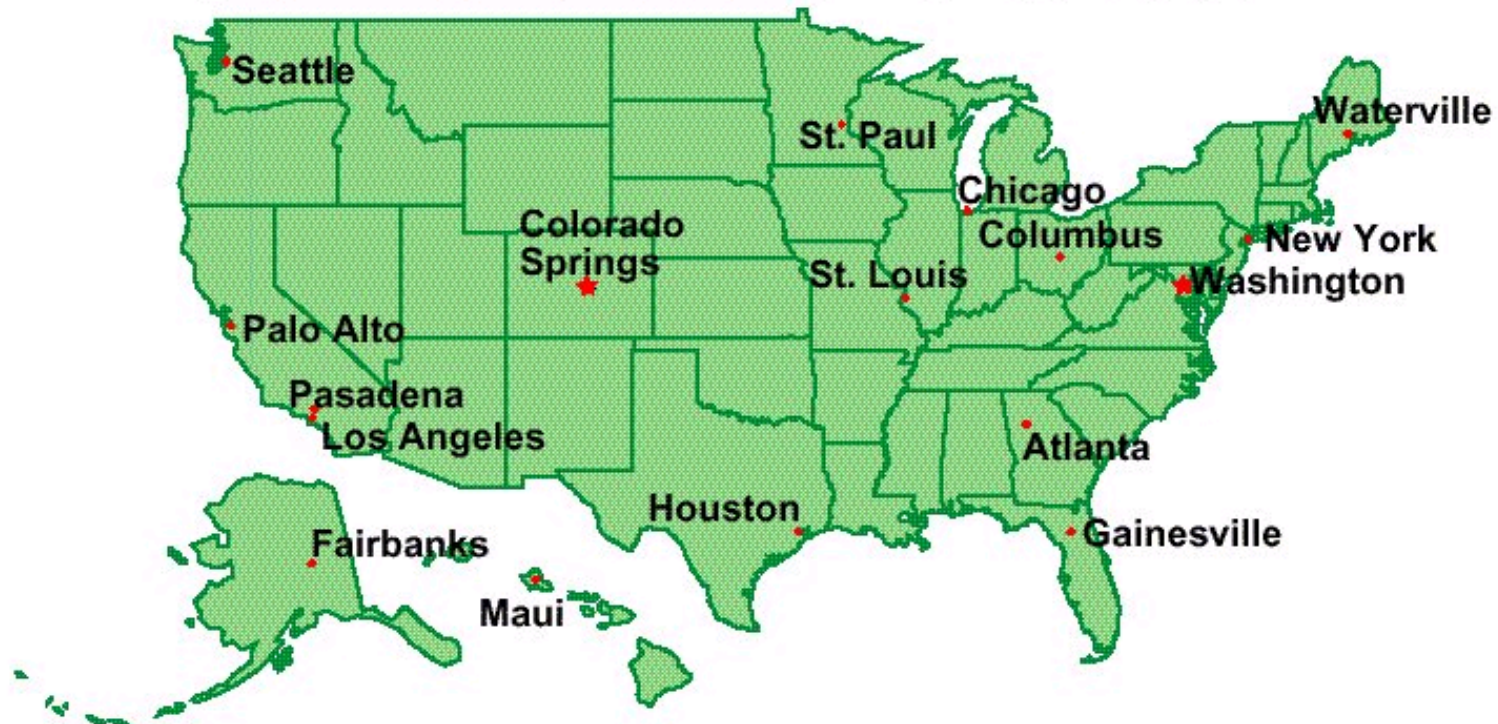 Seattle
Waterville
St. Paul
Chicago
Colorado
Springs
Columbus
New York
St. Louis
Washington
Palo Alto
Pasadena
Los Angeles
Atlanta
Houston
Gainesville
Fairbanks
Maui